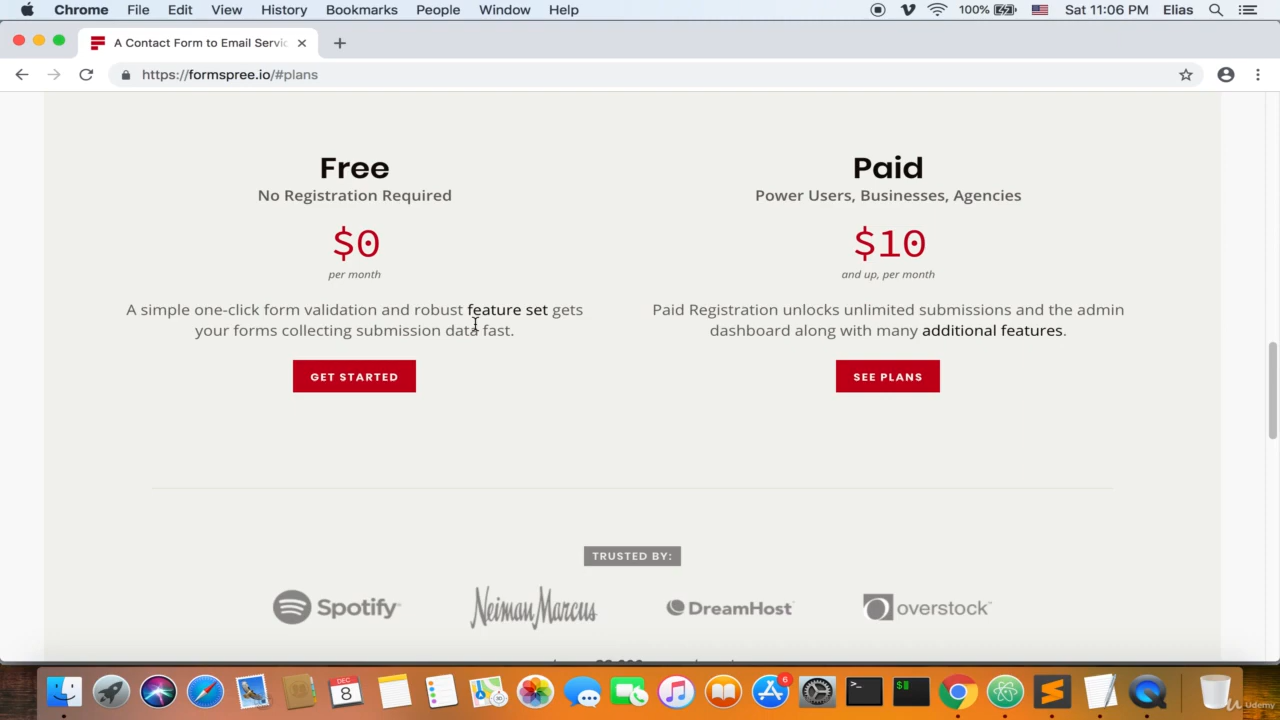 Chrome File Edit View History Bookmarks People Window Help 100% Sat 11:06 PM Elias
A Contact Form to Email Servic
https://formspree.io/#plans
Free
No Registration Required
$0
per month
A simple one-click form validation and robust feature set gets
your forms collecting submission data fast.
GET STARTED
Paid
Power Users, Businesses, Agencies
$10
and up, per month
Paid Registration unlocks unlimited submissions and the admin
dashboard along with many additional features.
SEE PLANS
TRUSTED BY:
Spotify Neiman Marcus DreamHost overstock
DEC
8
6
Udemy